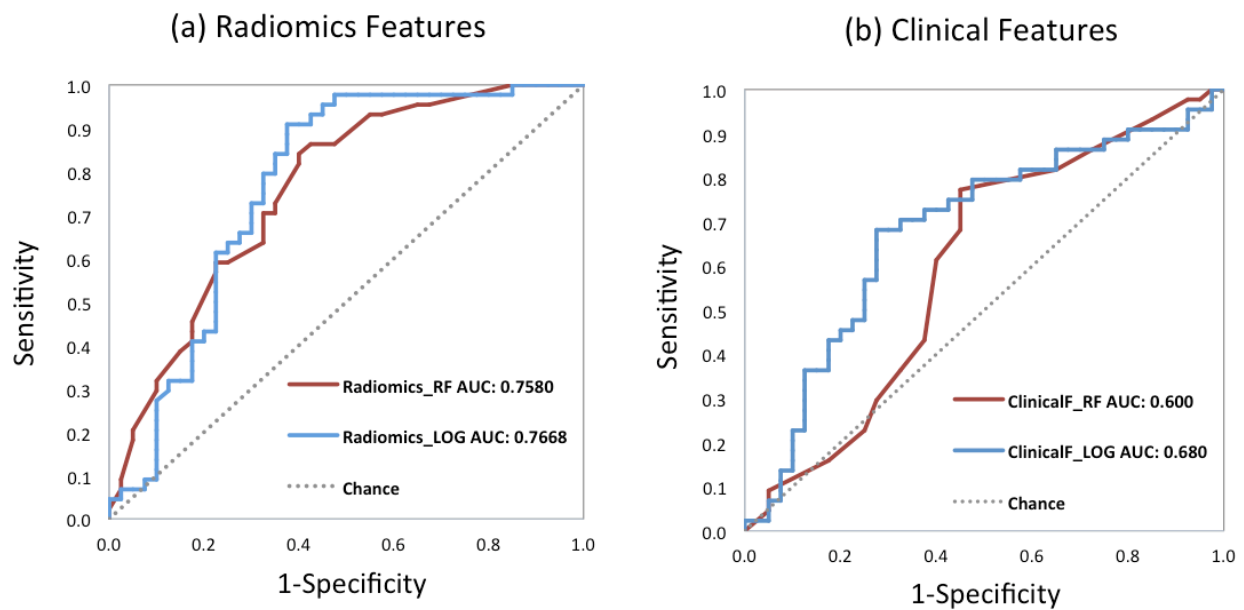 (a) Radiomics Features
1.0
0.9
0.8
0.7
0.6
0.5
0.4
0.3
0.2
0.1
0.0
Sensitivity
Radiomics_RF AUC: 0.7580
Radiomics_LOG AUC: 0.7668
Chance
0.0 0.2 0.4 0.6 0.8 1.0
1-Specificity
(b) Clinical Features
1.0
0.9
0.8
0.7
0.6
0.5
0.4
0.3
0.2
0.1
0.0
Sensitivity
ClinicalF_RF AUC: 0.600
ClinicalF_LOG AUC: 0.680
Chance
0.0 0.2 0.4 0.6 0.8 1.0
1-Specificity